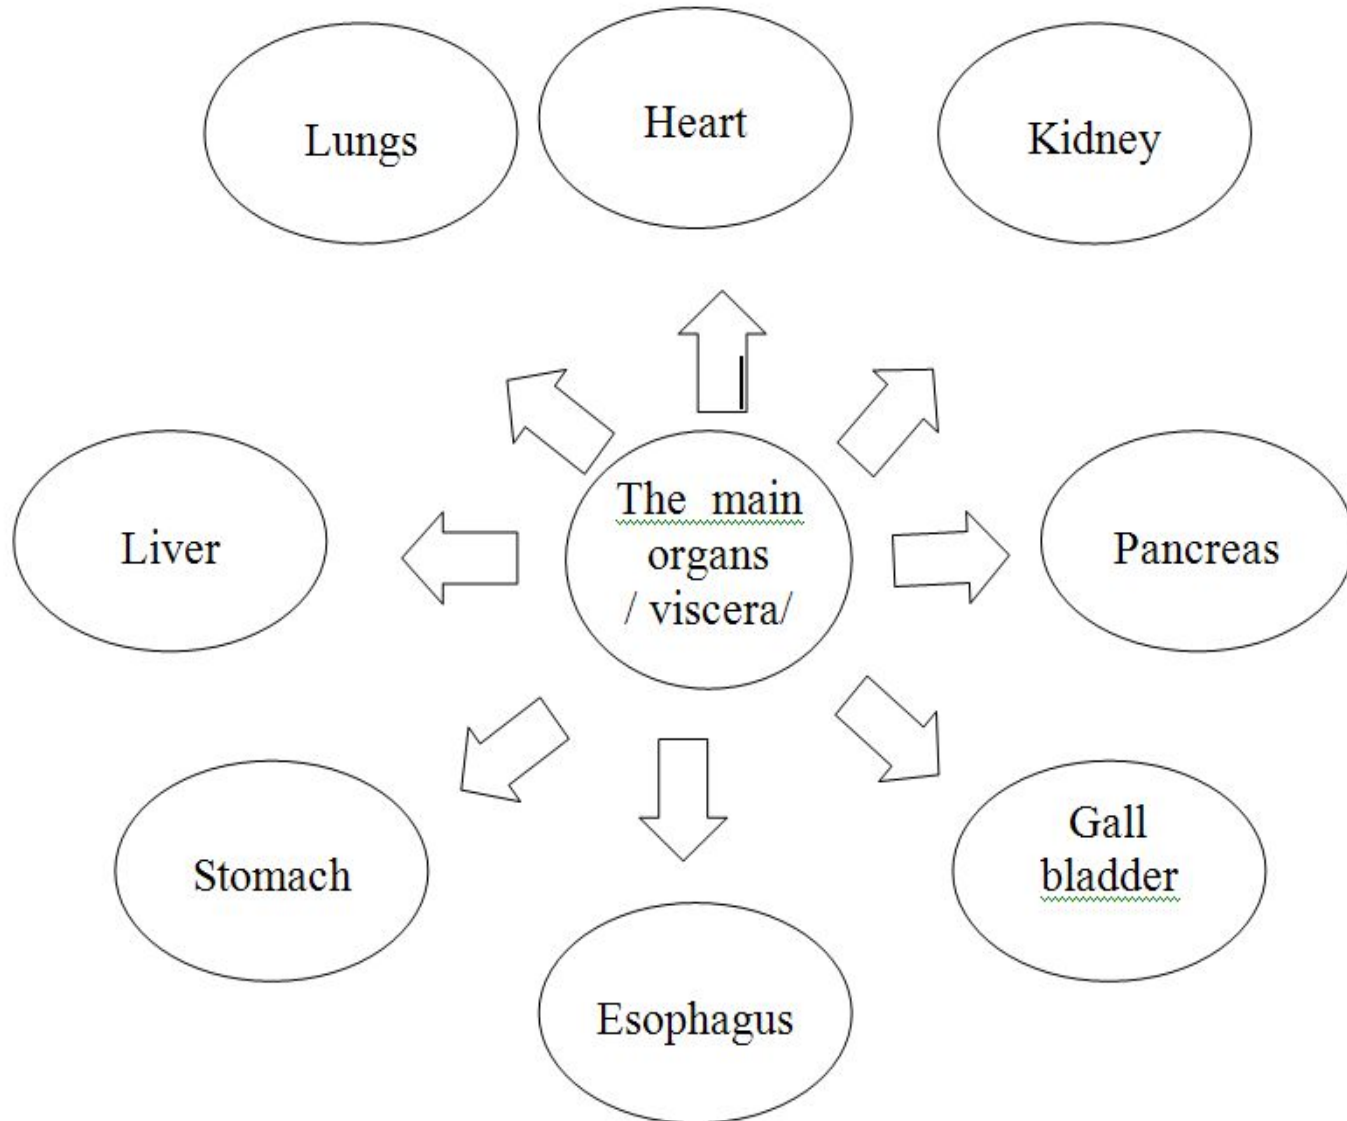 Lungs
Heart
Kidney
Liver
The main
organs
/ viscera/
Pancreas
Stomach
Gall
bladder
Esophagus